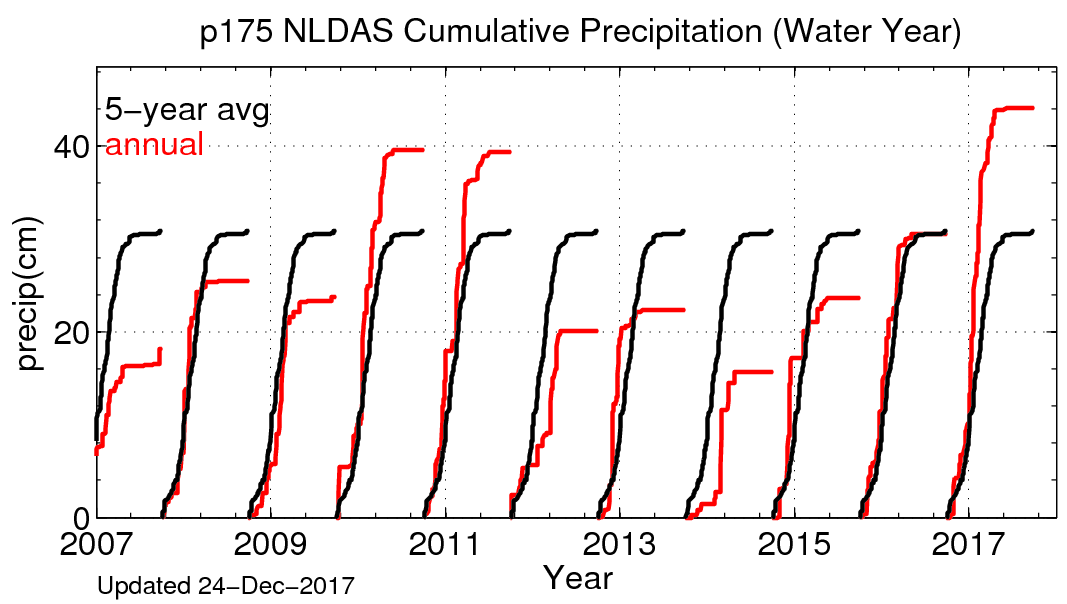 p175 NLDAS Cumulative Precipitation (Water Year)
5−year avg
annual
precip(cm)
40
20
0
2007 2009 2011 2013 2015 2017
Year
Updated 24−Dec−2017